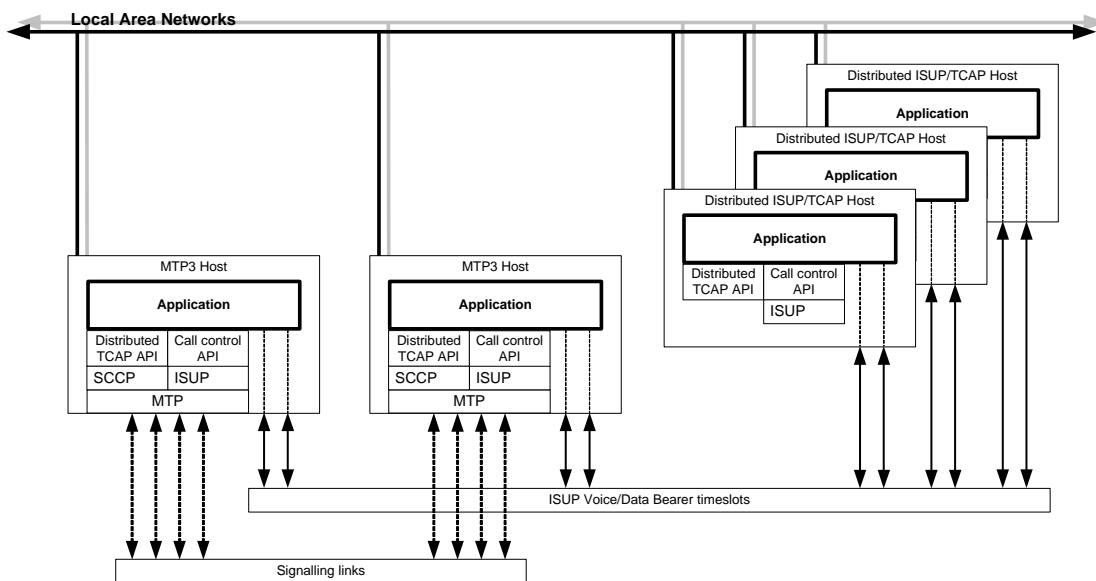 Local Area Networks
Distributed ISUP/TCAP Host
Application
Distributed ISUP/TCAP Host
Application
Distributed ISUP/TCAP Host
Application
Distributed
TCAP API
Call control
API
ISUP
MTP3 Host
Application
Distributed
TCAP API
Call control
API
SCCP
ISUP
MTP
MTP3 Host
Application
Distributed
TCAP API
Call control
API
SCCP
ISUP
MTP
ISUP Voice/Data Bearer timeslots
Signalling links